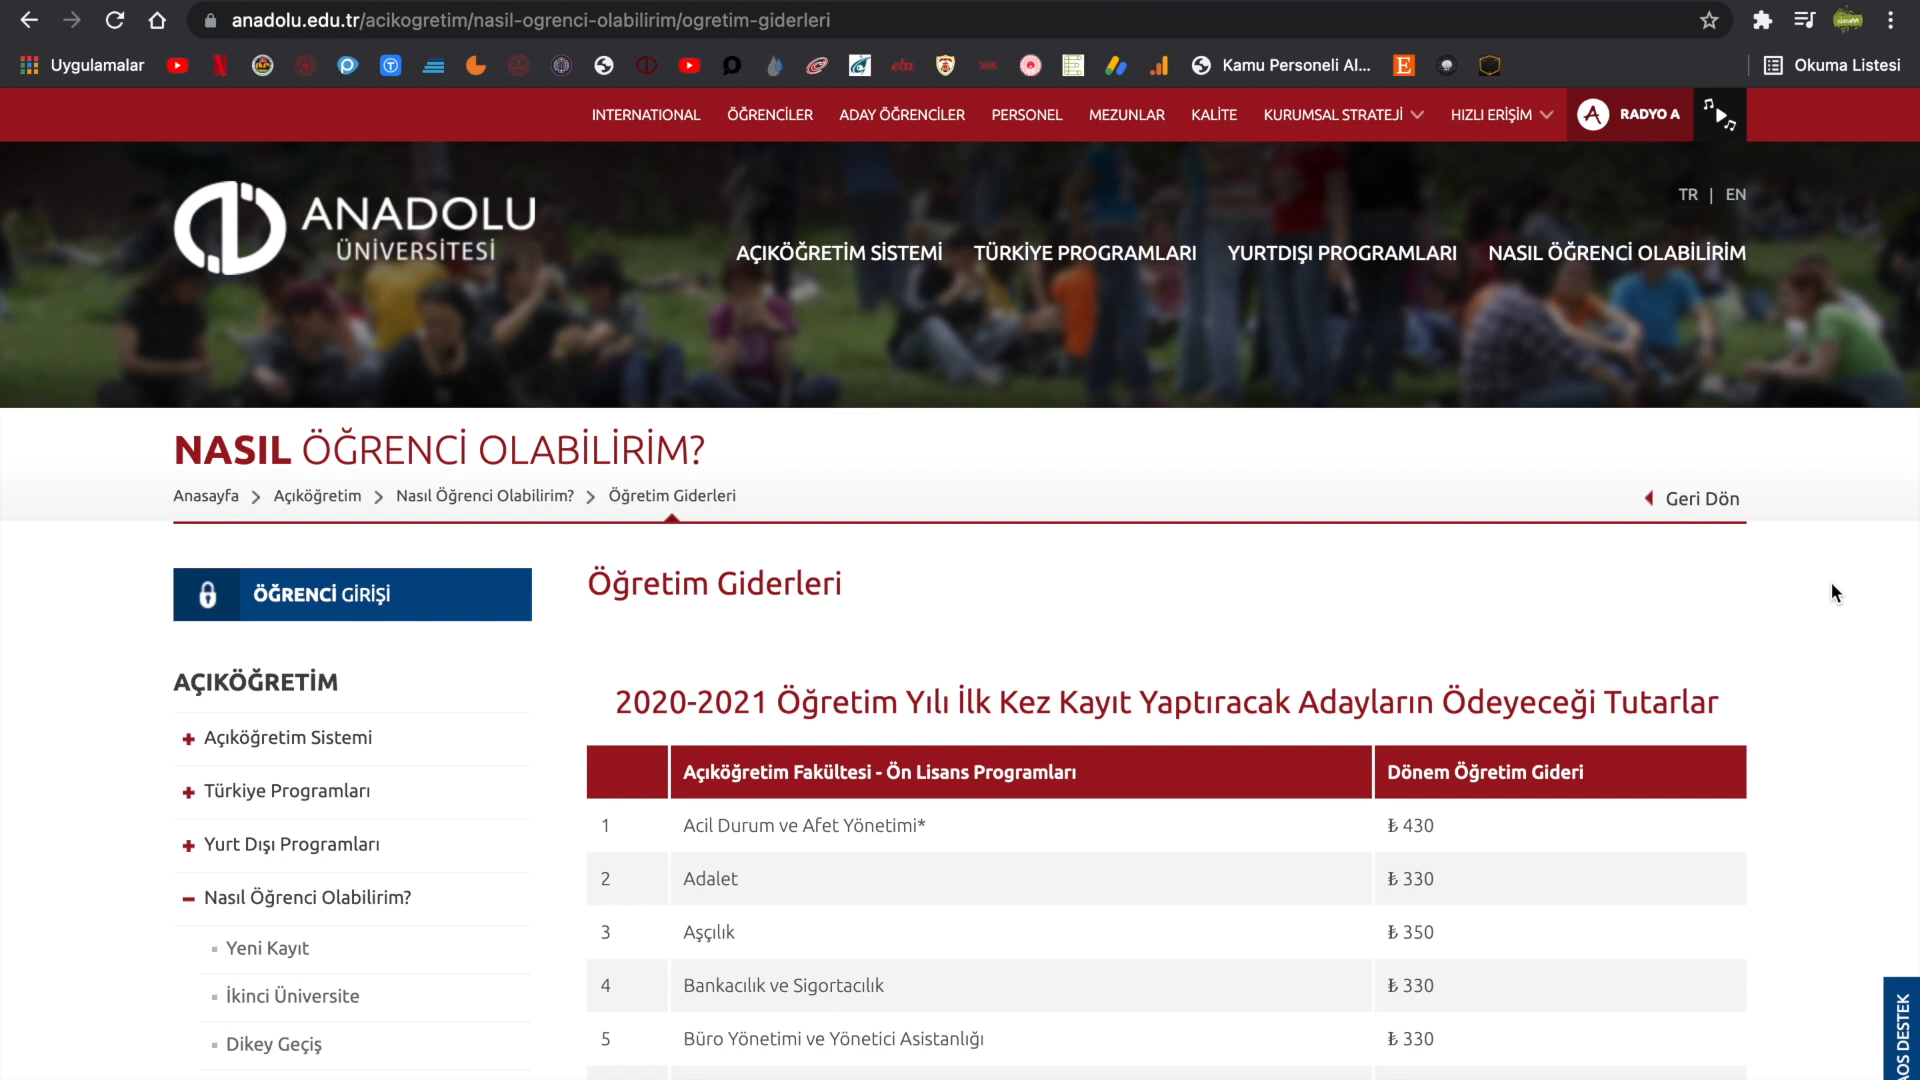 anadolu.edu.tr/acikogretim/nasil-ogrenci-olabilirim/ogretim-giderleri
Uygulamalar
eba
Kamu Personeli Al...
E
Okuma Listesi
INTERNATIONAL ÖĞRENCİLER ADAY ÖĞRENCİLER PERSONEL MEZUNLAR KALİTE KURUMSAL STRATEJİ HIZLI ERİŞİM RADYO A
TR | EN
ANADOLU
ÜNİVERSİTESİ
AÇIKÖĞRETİM SİSTEMİ TÜRKİYE PROGRAMLARI YURTDIŞI PROGRAMLARI NASIL ÖĞRENCİ OLABİLİRİM
NASIL ÖĞRENCİ OLABİLİRİM?
Anasayfa > Açıköğretim > Nasıl Öğrenci Olabilirim? > Öğretim Giderleri
Geri Dön
ÖĞRENCİ GİRİŞİ
AÇIKÖĞRETİM
Açıköğretim Sistemi
Türkiye Programları
Yurt Dışı Programları
Nasıl Öğrenci Olabilirim?
Yeni Kayıt
İkinci Üniversite
Dikey Geçiş
Öğretim Giderleri
2020-2021 Öğretim Yılı İlk Kez Kayıt Yaptıracak Adayların Ödeyeceği Tutarlar
Açıköğretim Fakültesi - Ön Lisans Programları Dönem Öğretim Gideri
1 Acil Durum ve Afet Yönetimi* ₺ 430
2 Adalet ₺ 330
3 Aşçılık ₺ 350
4 Bankacılık ve Sigortacılık ₺ 330
5 Büro Yönetimi ve Yönetici Asistanlığı ₺ 330
AOS DESTEK